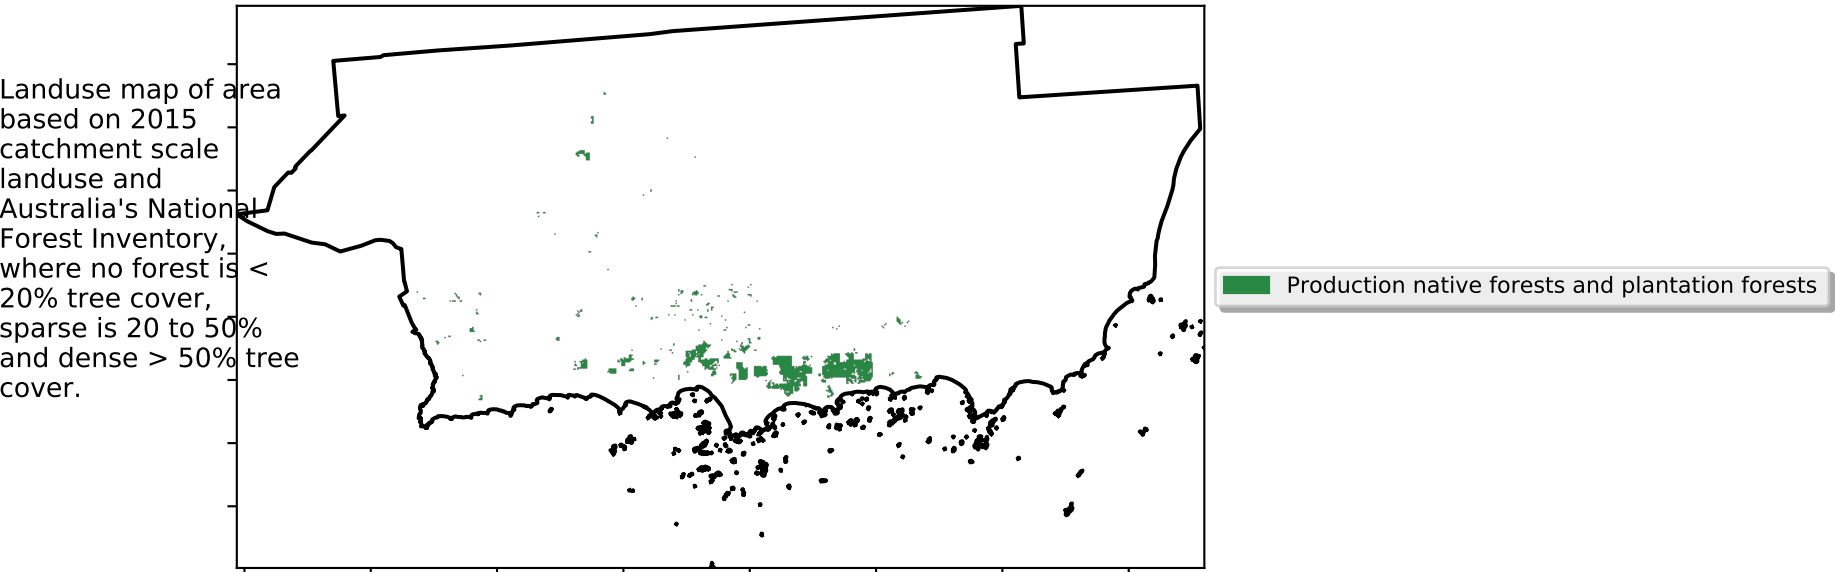 Landuse map of area
based on 2015
catchment scale
landuse and
Australia's National
Forest Inventory,
where no forest is <
20% tree cover,
sparse is 20 to 50%
and dense > 50% tree
cover.
Production native forests and plantation forests